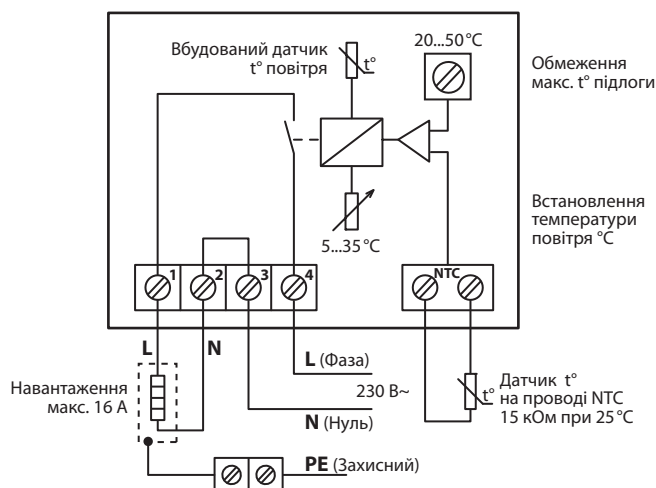 Вбудований датчик
t° повітря
t°
20...50 °C
Обмеження
макс. t° підлоги
Встановлення
температури
повітря °C
5...35 °C
1 2 3 4 NTC
L N
L (Фаза)
230 В~
N (Нуль)
Навантаження
макс. 16 А
t°
Датчик t°
на проводі NTC
15 кОм при 25 °C
PE (Захисний)